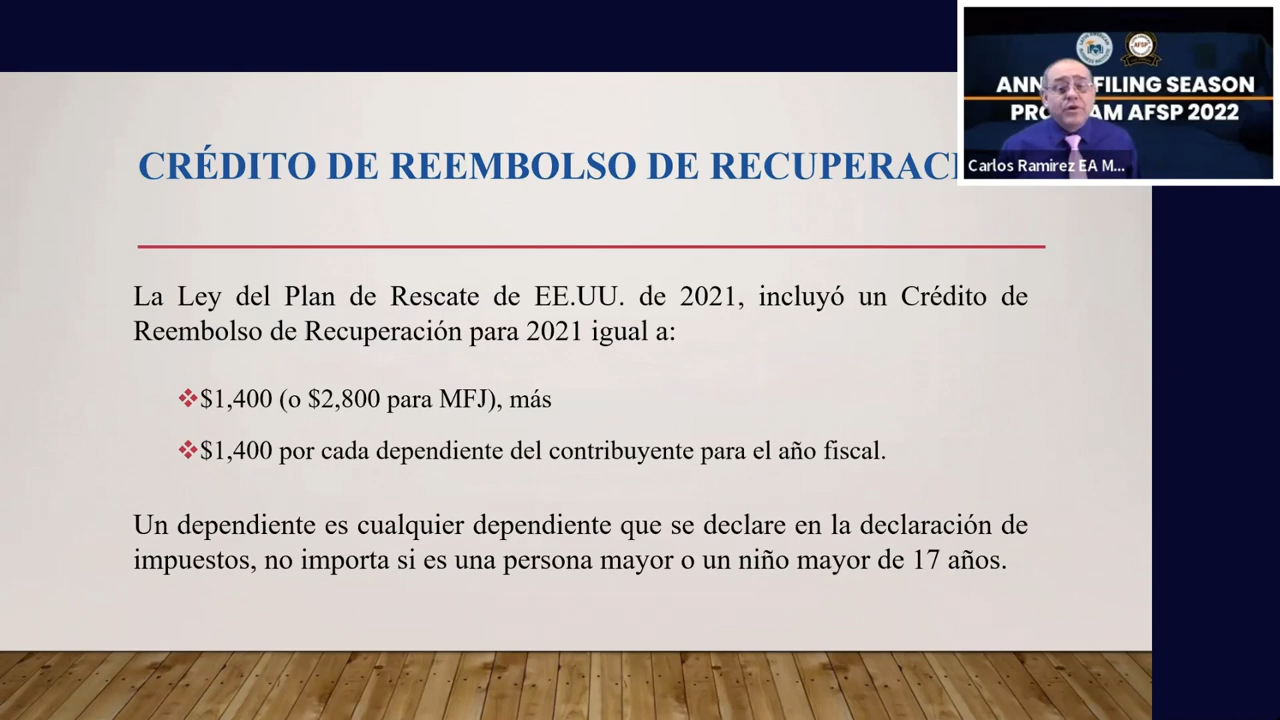 CRÉDITO DE REEMBOLSO DE RECUPERAC
La Ley del Plan de Rescate de EE.UU. de 2021, incluyó un Crédito de
Reembolso de Recuperación para 2021 igual a:
$1,400 (o $2,800 para MFJ), más
$1,400 por cada dependiente del contribuyente para el año fiscal.
Un dependiente es cualquier dependiente que se declare en la declaración de
impuestos, no importa si es una persona mayor o un niño mayor de 17 años.
AFSP
ANN FILING SEASON
PR AM AFSP 2022
Carlos Ramirez EA M...